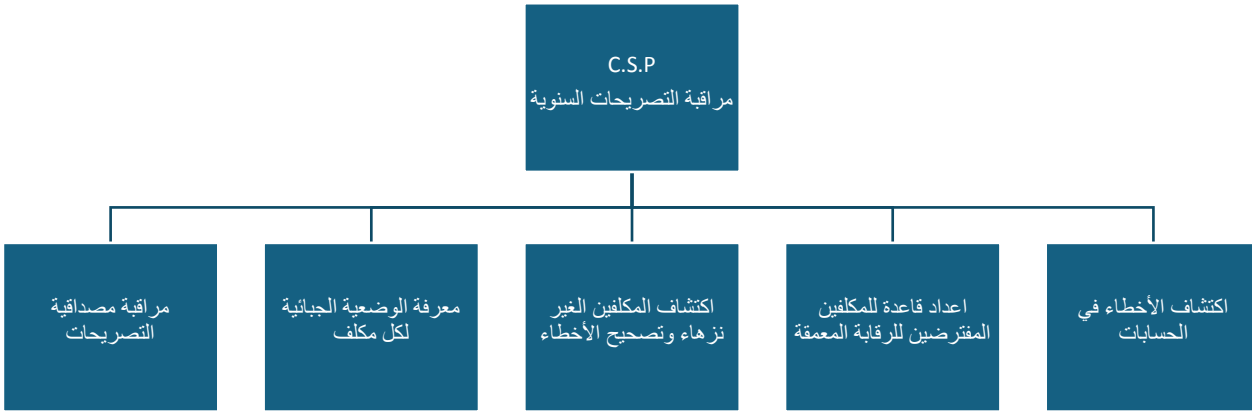 C.S.P
مراقبة التصريحات السنوية
اكتشاف الأخطاء في
الحسابات
اعداد قاعدة للمكلفين
المفترضين للرقابة المعمقة
اكتشاف المكلفين الغير
نزهاء وتصحيح الأخطاء
معرفة الوضعية الجبائية
لكل مكلف
مراقبة مصداقية
التصريحات